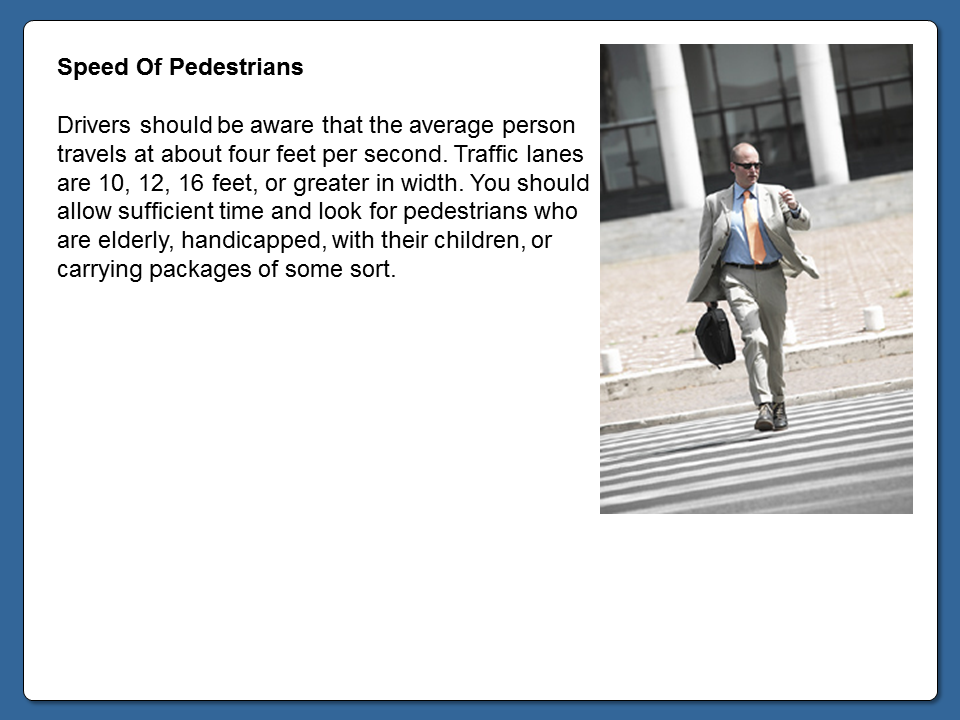 Speed Of Pedestrians
Drivers should be aware that the average person
travels at about four feet per second. Traffic lanes
are 10, 12, 16 feet, or greater in width. You should
allow sufficient time and look for pedestrians who
are elderly, handicapped, with their children, or
carrying packages of some sort.